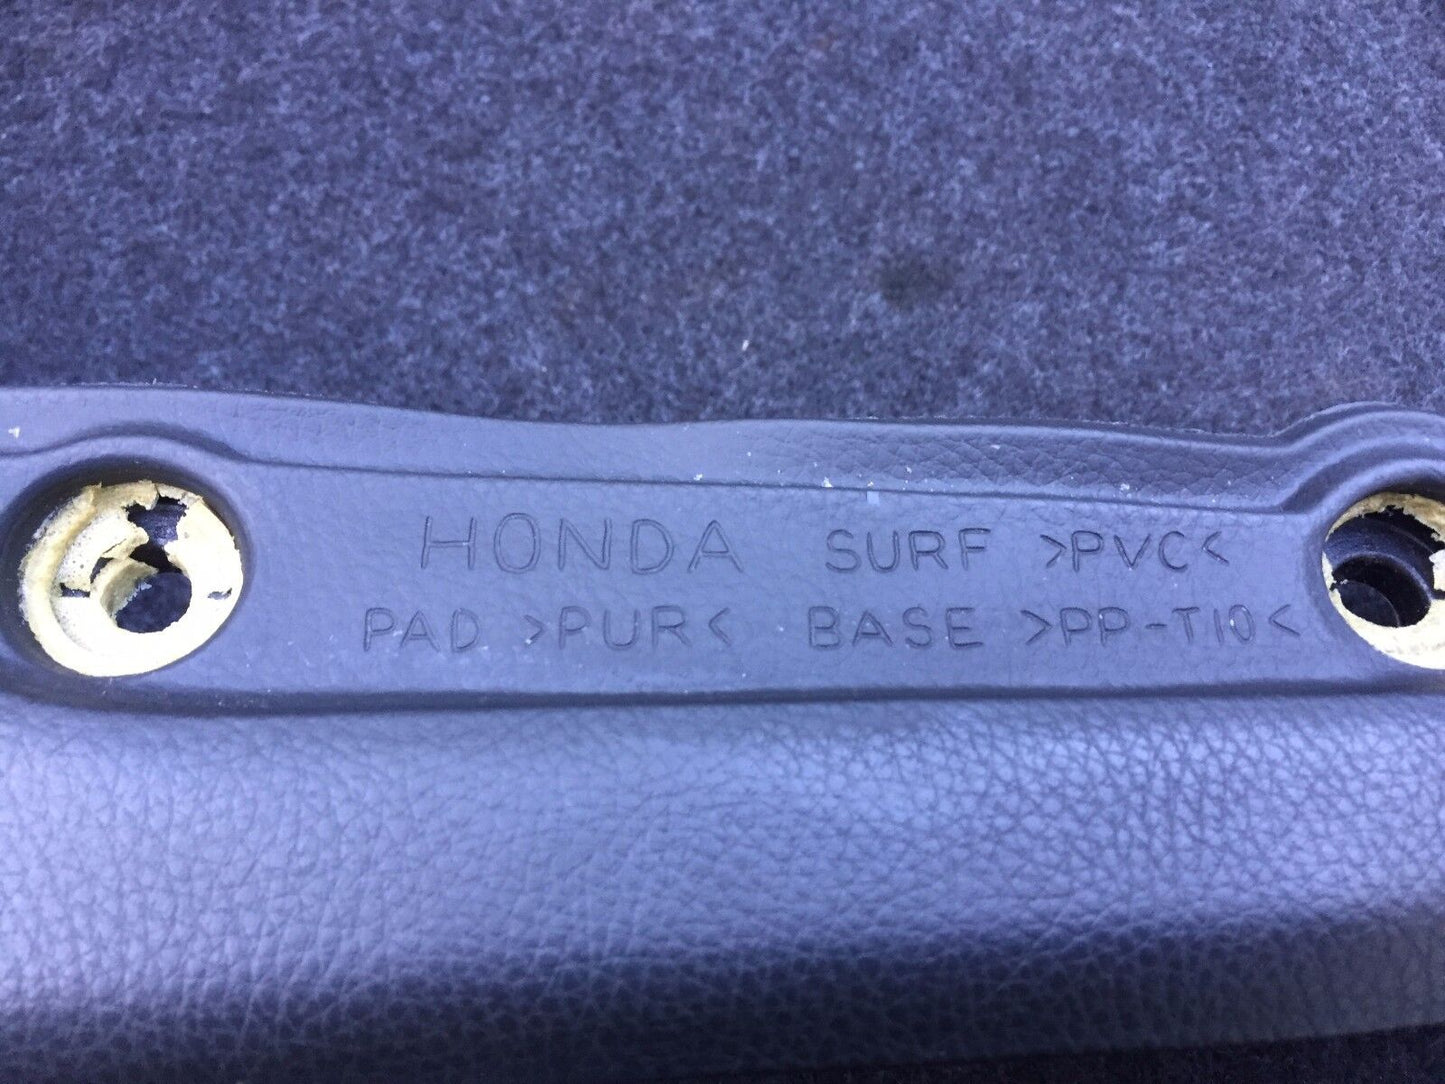 HONDA SURF >PVC<
PAD >PUR< BASE >PP-T10<